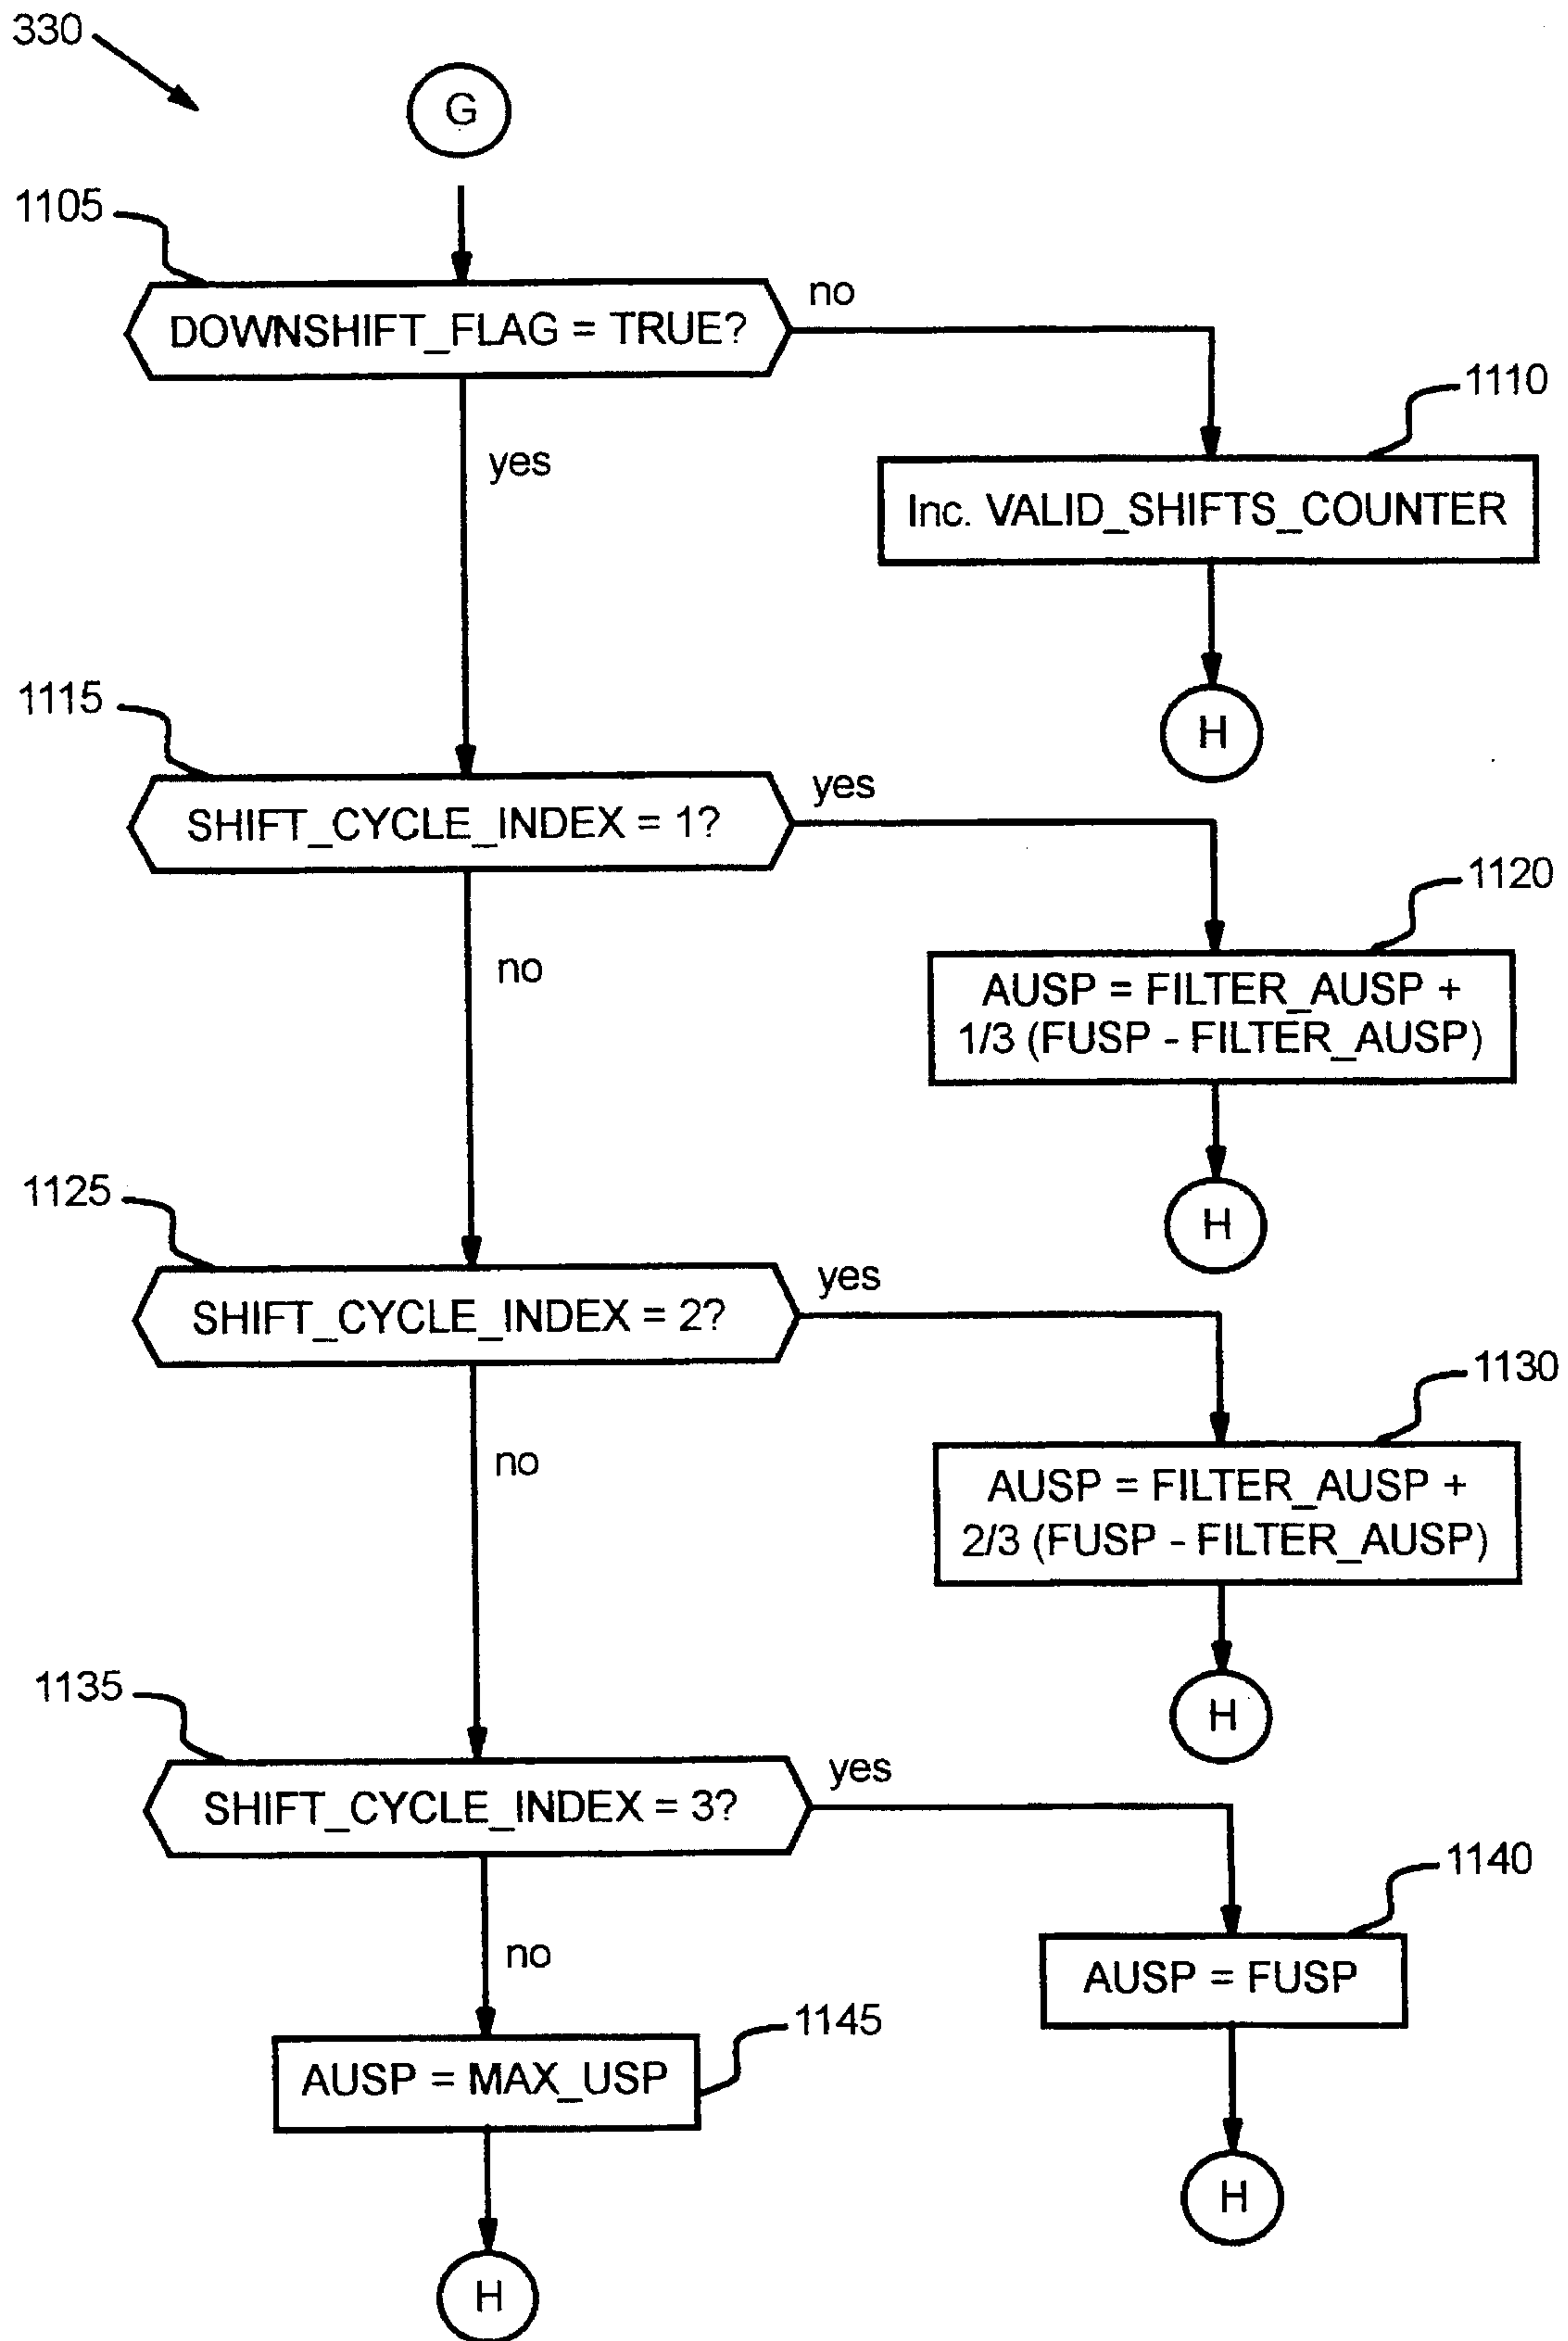 330
G
1105
DOWNSHIFT_FLAG = TRUE?
no
yes
1110
Inc. VALID_SHIFTS_COUNTER
H
1115
SHIFT_CYCLE_INDEX = 1?
yes
no
1120
AUSP = FILTER_AUSP +
1/3 (FUSP - FILTER_AUSP)
H
1125
SHIFT_CYCLE_INDEX = 2?
yes
no
1130
AUSP = FILTER_AUSP +
2/3 (FUSP - FILTER_AUSP)
H
1135
SHIFT_CYCLE_INDEX = 3?
yes
no
1140
AUSP = FUSP
H
1145
AUSP = MAX_USP
H